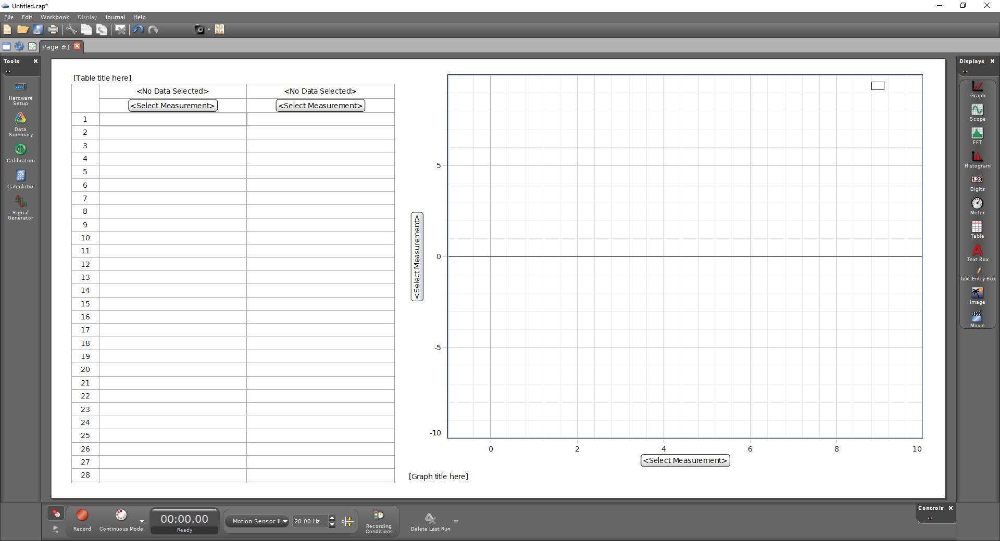 Untitled.cap*
File Edit Workbook Display Journal Help
Page #1
Tools
Hardware
Setup
Data
Summary
Calibration
Calculator
Signal
Generator
[Table title here]
<No Data Selected> <No Data Selected>
<Select Measurement> <Select Measurement>
1
2
3
4
5
6
7
8
9
10
11
12
13
14
15
16
17
18
19
20
21
22
23
24
25
26
27
28
<Select Measurement>
5
0
-5
-10
0 2 4 6 8 10
<Select Measurement>
[Graph title here]
Displays
Graph
Scope
FFT
Histogram
1.23
Digits
Meter
Table
A
Text Box
Text Entry Box
Image
Movie
Record
Continuous Mode
00:00.00
Ready
Motion Sensor II
20.00 Hz
Recording
Conditions
Delete Last Run
Controls